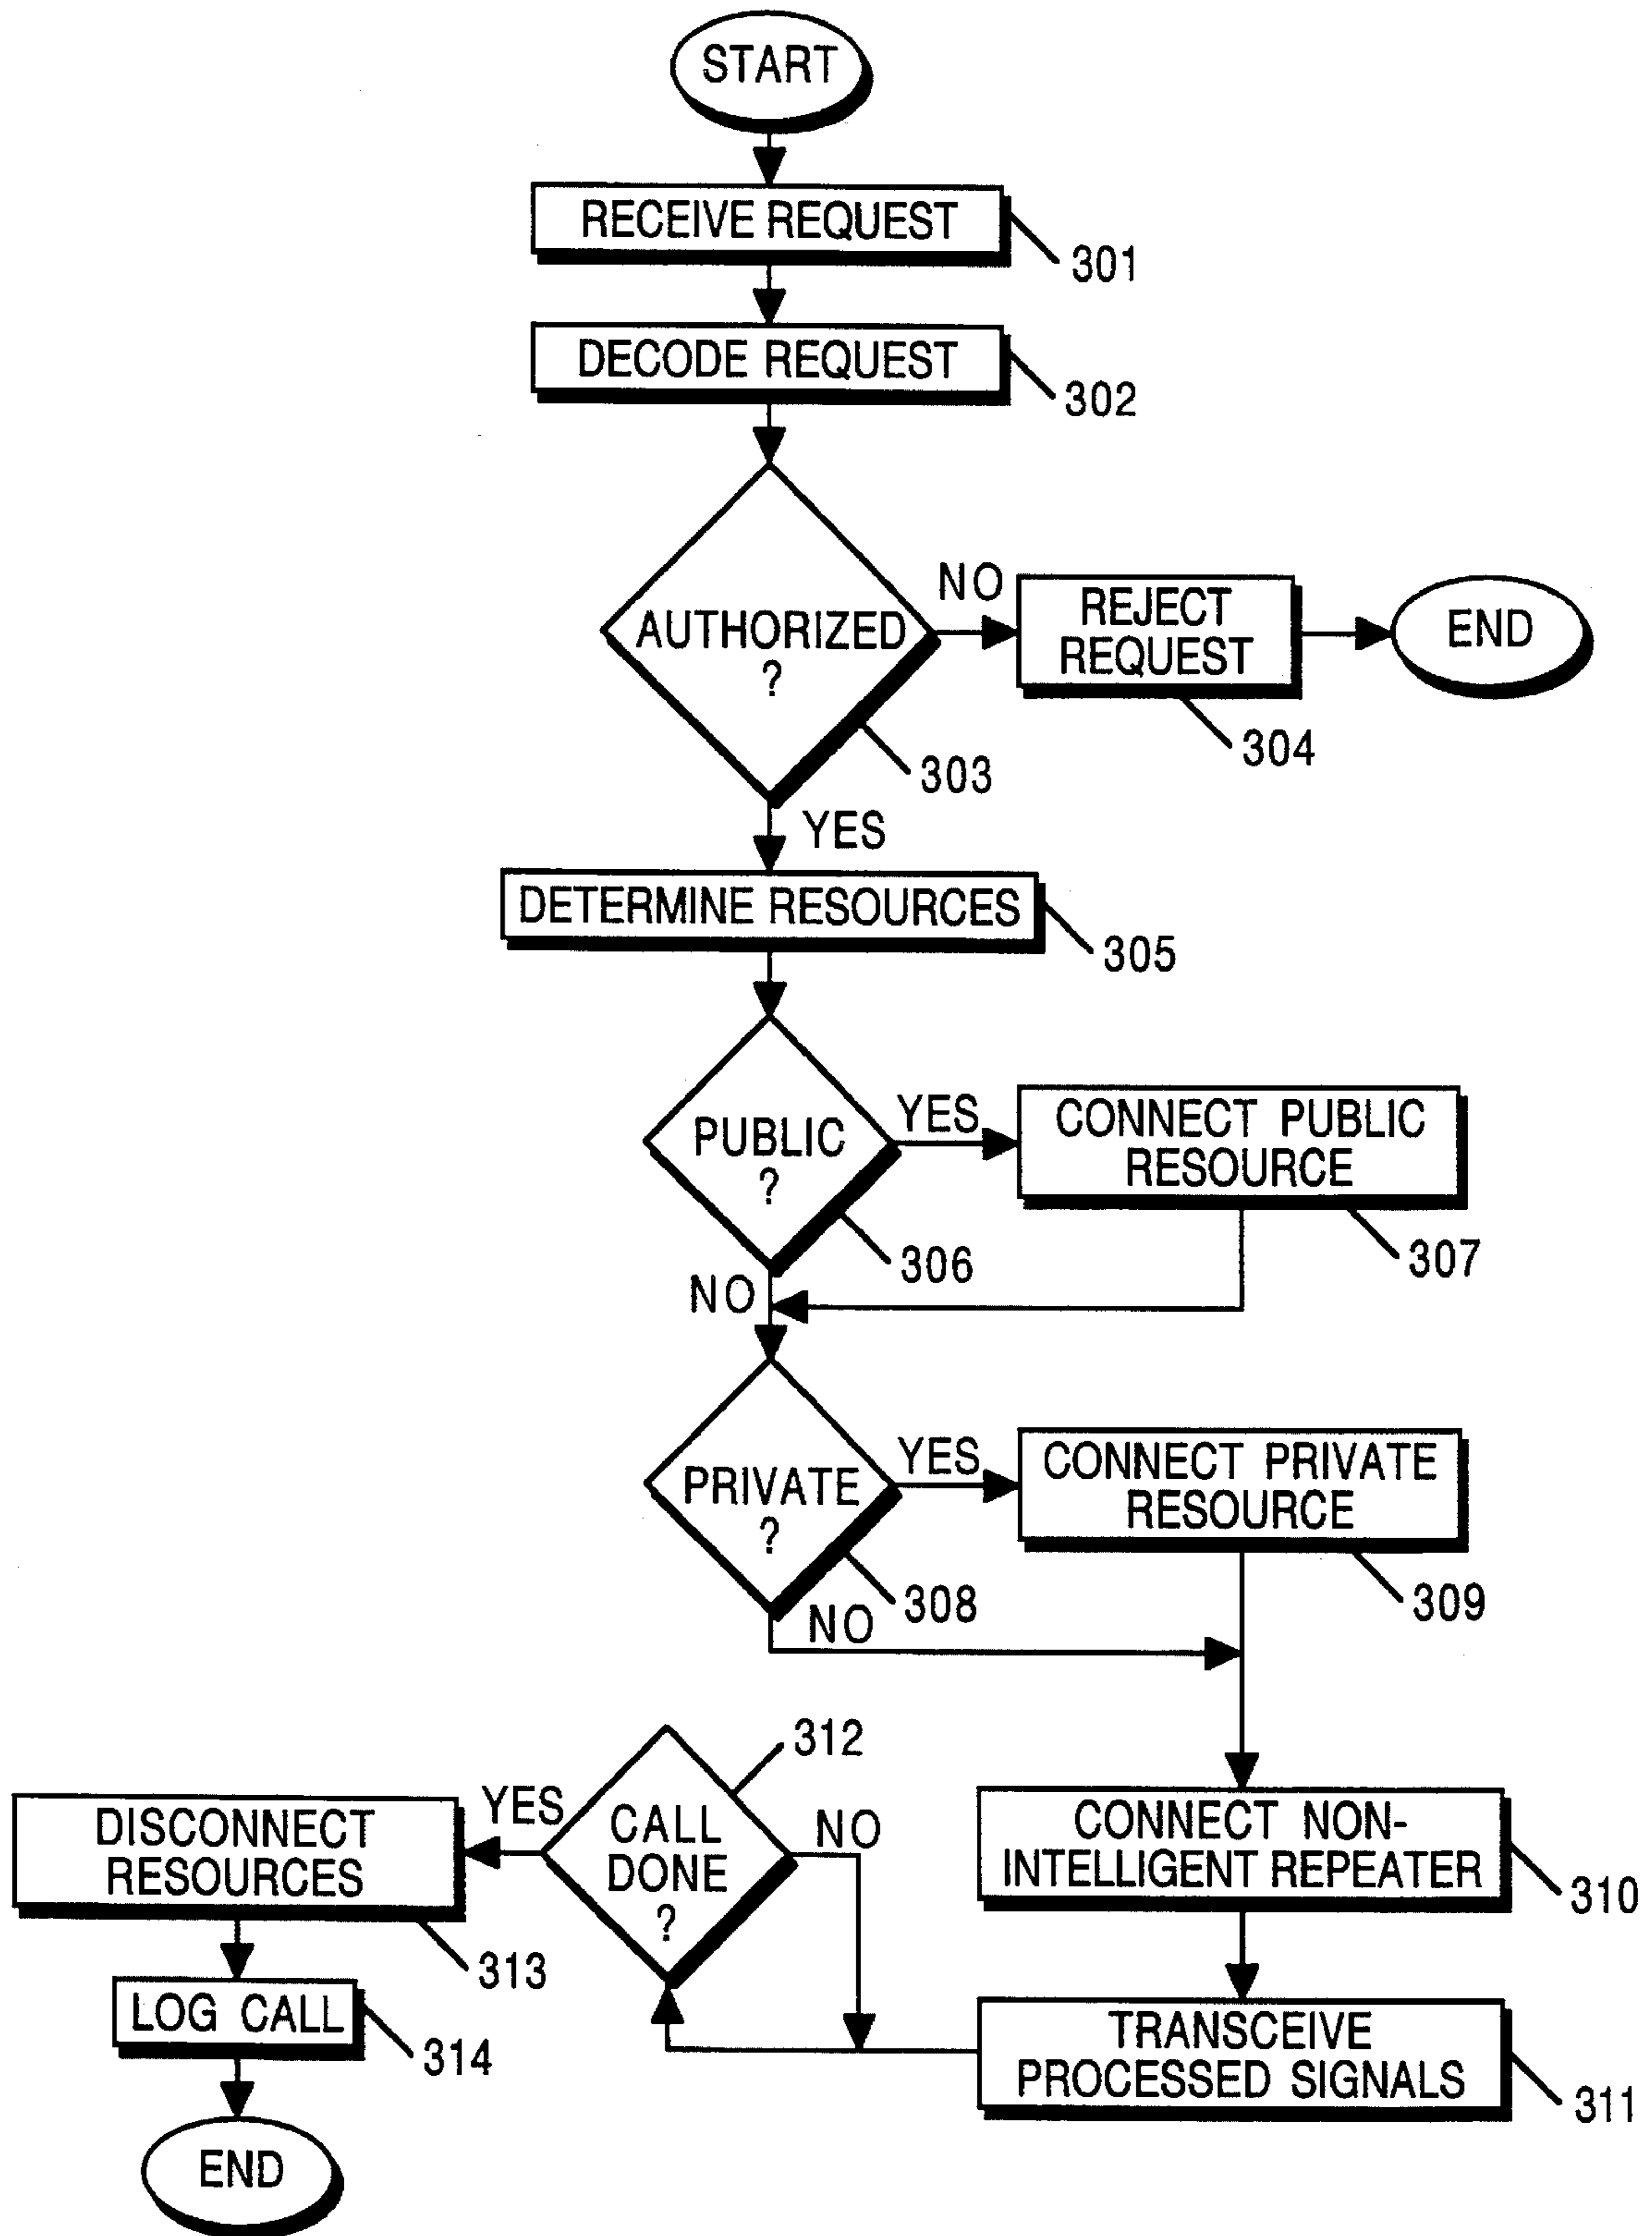 START
RECEIVE REQUEST
301
DECODE REQUEST
302
AUTHORIZED
?
303
NO
REJECT
REQUEST
304
END
YES
DETERMINE RESOURCES
305
PUBLIC
?
306
YES
CONNECT PUBLIC
RESOURCE
307
NO
PRIVATE
?
308
YES
CONNECT PRIVATE
RESOURCE
309
NO
CONNECT NON-
INTELLIGENT REPEATER
310
TRANSCEIVE
PROCESSED SIGNALS
311
CALL
DONE
?
312
NO
YES
DISCONNECT
RESOURCES
313
LOG CALL
314
END